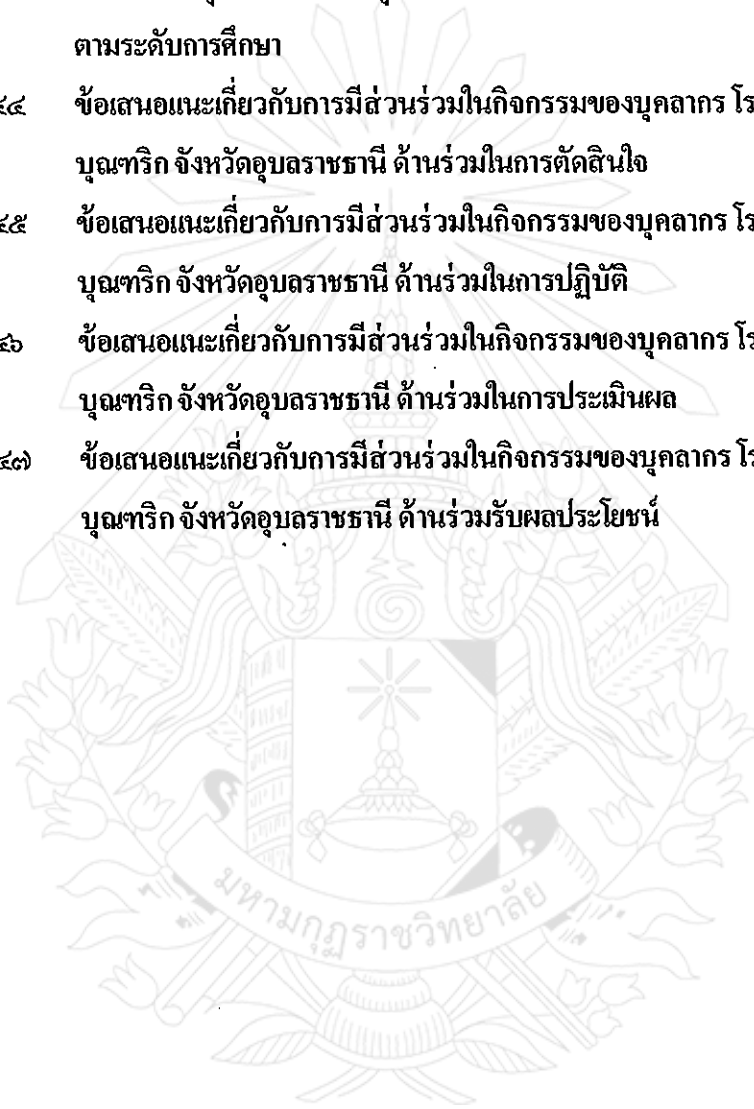 ตามระดับการศึกษา
๔๔ ข้อเสนอแนะเกี่ยวกับการมีส่วนร่วมในกิจกรรมของบุคลากร โร
บุณฑริก จังหวัดอุบลราชธานี ด้านร่วมในการตัดสินใจ
๔๕ ข้อเสนอแนะเกี่ยวกับการมีส่วนร่วมในกิจกรรมของบุคลากร โร
บุณฑริก จังหวัดอุบลราชธานี ด้านร่วมในการปฏิบัติ
๔๖ ข้อเสนอแนะเกี่ยวกับการมีส่วนร่วมในกิจกรรมของบุคลากร โร
บุณฑริก จังหวัดอุบลราชธานี ด้านร่วมในการประเมินผล
๔๗ ข้อเสนอแนะเกี่ยวกับการมีส่วนร่วมในกิจกรรมของบุคลากร โร
บุณฑริก จังหวัดอุบลราชธานี ด้านร่วมรับผลประโยชน์
มหามกุฏราชวิทยาลัย